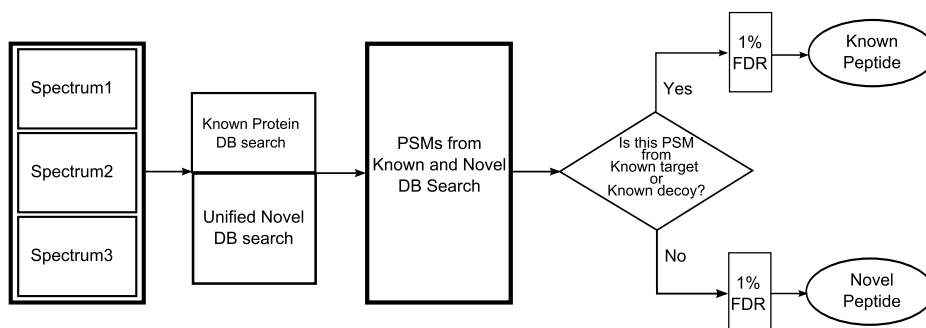 Spectrum1
Spectrum2
Spectrum3
Known Protein
DB search
Unified Novel
DB search
PSMs from
Known and Novel
DB Search
Is this PSM
from
Known target
or
Known decoy?
Yes
1%
FDR
Known
Peptide
No
1%
FDR
Novel
Peptide